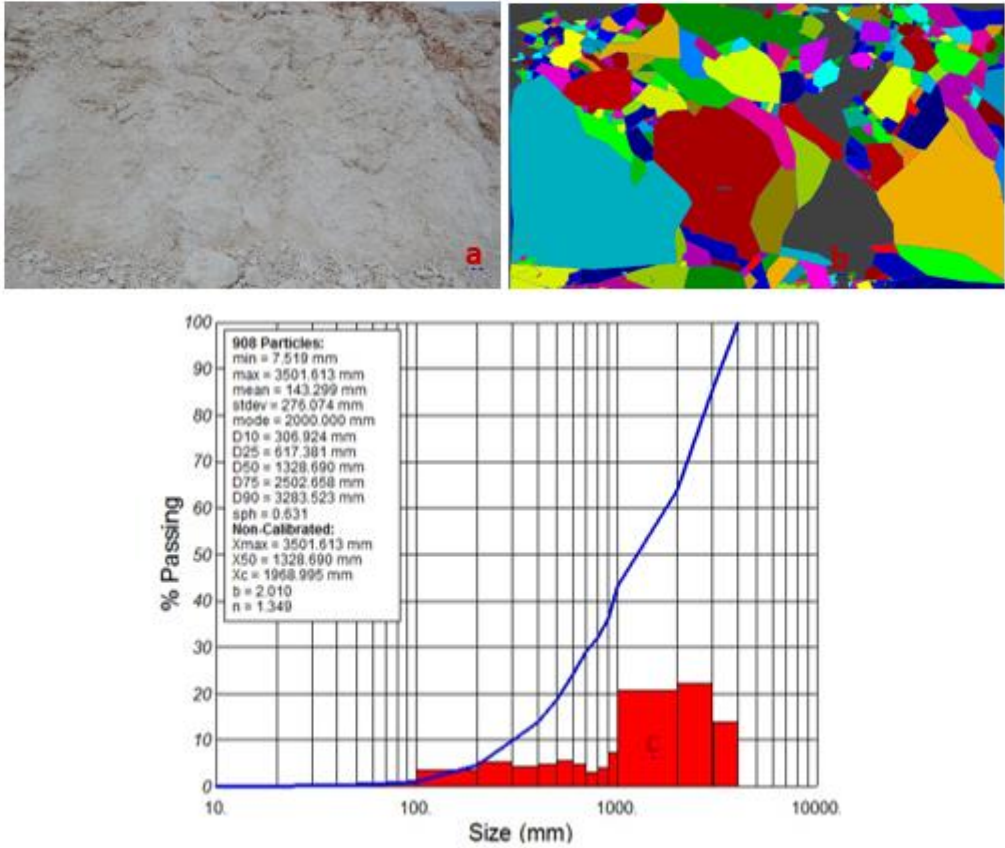 a
b
100
90
80
70
60
50
40
30
20
10
0
% Passing
908 Particles:
min = 7.519 mm
max = 3501.613 mm
mean = 143.299 mm
stdev = 276.074 mm
mode = 2000.000 mm
D10 = 306.924 mm
D25 = 617.381 mm
D50 = 1328.690 mm
D75 = 2502.658 mm
D90 = 3283.523 mm
sph = 0.631
Non-Calibrated:
Xmax = 3501.613 mm
X50 = 1328.690 mm
Xc = 1968.995 mm
b = 2.010
n = 1.349
c
10. 100. 1000. 10000.
Size (mm)